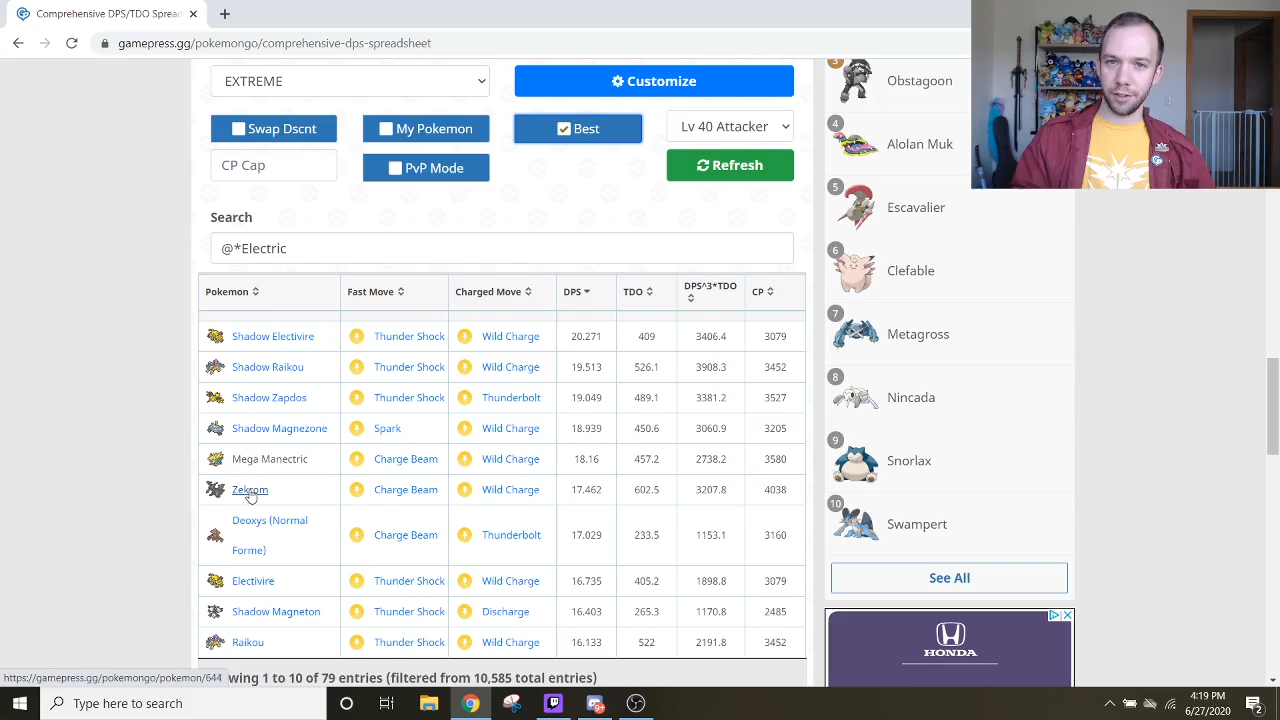 Comprehensive DPS/TDO Spread
gamepress.gg/pokemongo/comprehensive-dps-spreadsheet
EXTREME
Customize
Swap Dscnt
My Pokemon
Best
Lv 40 Attacker
CP Cap
PvP Mode
Refresh
Search
@*Electric
Pokemon Fast Move Charged Move DPS TDO DPS^3*TDO CP
Shadow Electivire Thunder Shock Wild Charge 20.271 409 3406.4 3079
Shadow Raikou Thunder Shock Wild Charge 19.513 526.1 3908.3 3452
Shadow Zapdos Thunder Shock Thunderbolt 19.049 489.1 3381.2 3527
Shadow Magnezone Spark Wild Charge 18.939 450.6 3060.9 3205
Mega Manectric Charge Beam Wild Charge 18.16 457.2 2738.2 3580
Zekrom Charge Beam Wild Charge 17.462 602.5 3207.8 4038
Deoxys (Normal
Forme) Charge Beam Thunderbolt 17.029 233.5 1153.1 3160
Electivire Thunder Shock Wild Charge 16.735 405.2 1898.8 3079
Shadow Magneton Thunder Shock Discharge 16.403 265.3 1170.8 2485
Raikou Thunder Shock Wild Charge 16.133 522 2191.8 3452
https://gamepress.gg/pokemongo/pokemon/644
wing 1
of 79 entries (filtered from 10,585 total entries)
3 Obstagoon
4 Alolan Muk
5 Escavalier
6 Clefable
7 Metagross
8 Nincada
9 Snorlax
10 Swampert
See All
HONDA
Type here to search
4:19 PM
6/27/2020
2